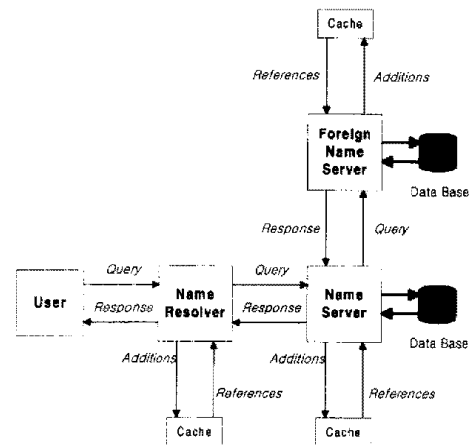 Cache
References
Additions
Foreign
Name
Server
Data Base
Response
Query
User
Query
Response
Name
Resolver
Query
Response
Name
Server
Data Base
Additions
References
Additions
References
Cache
Cache